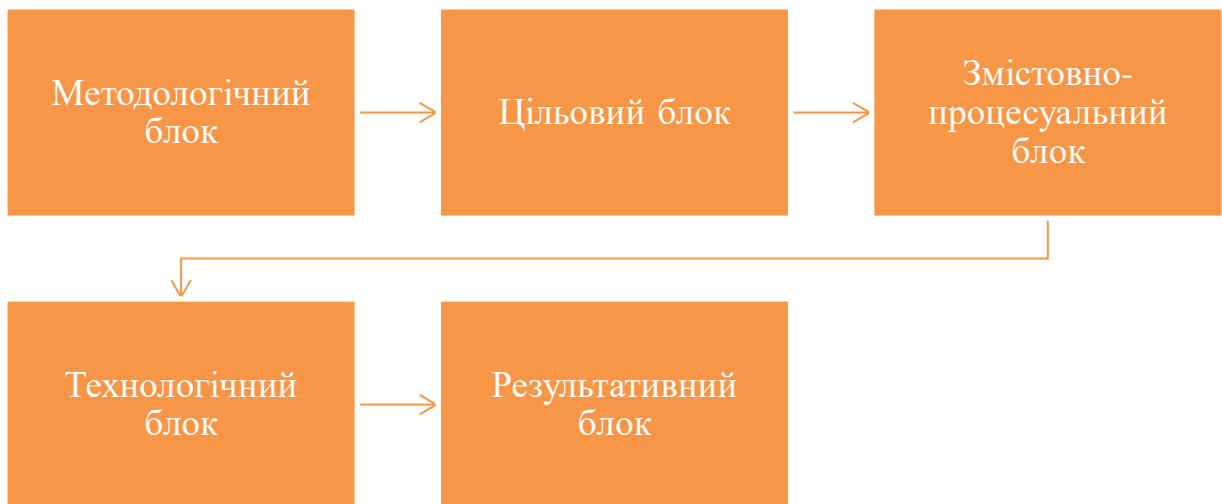 Методологічний
блок
Цільовий блок
Змістовно-
процесуальний
блок
Технологічний
блок
Результативний
блок